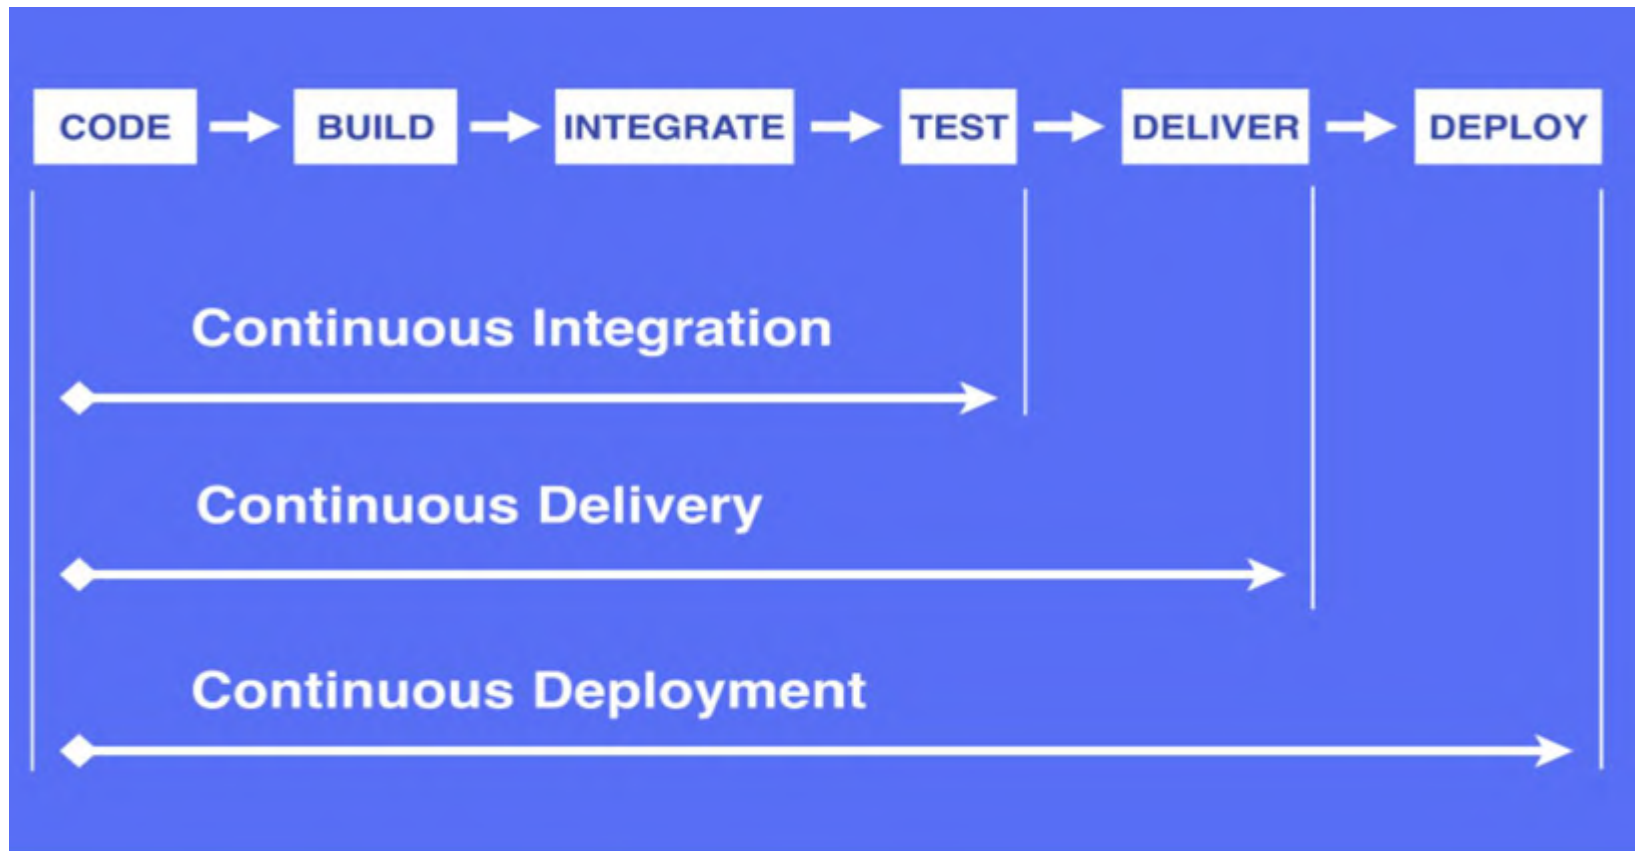 CODE BUILD INTEGRATE TEST DELIVER DEPLOY
Continuous Integration
Continuous Delivery
Continuous Deployment